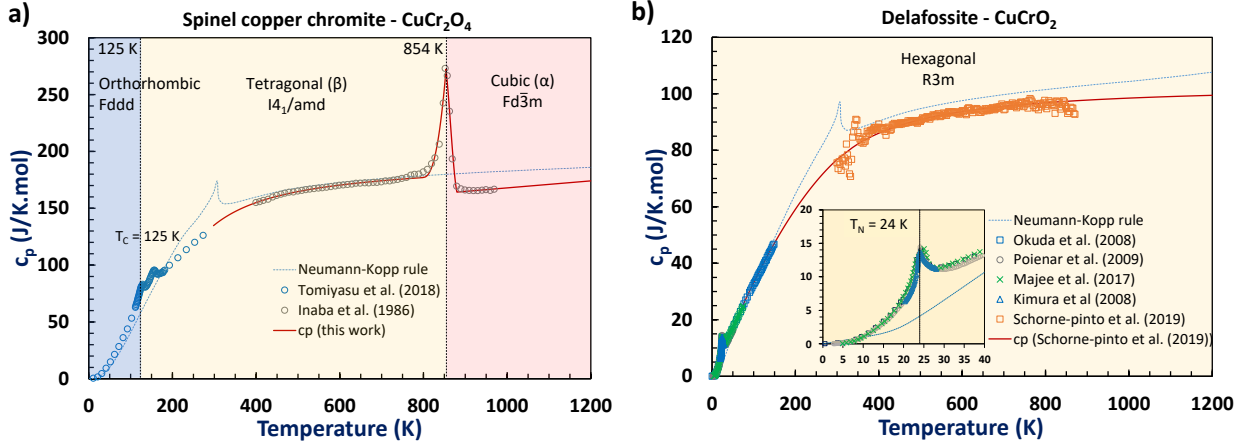 a)
Spinel copper chromite - CuCr₂O₄
300
250
200
150
100
50
0
cₚ (J/K.mol)
125 K
Orthorhombic
Fddd
Tetragonal (β)
I4₁/amd
854 K
Cubic (α)
Fd3̅m
T_C = 125 K
Neumann-Kopp rule
Tomiyasu et al. (2018)
Inaba et al. (1986)
cp (this work)
0 200 400 600 800 1000 1200
Temperature (K)
b)
Delafossite - CuCrO₂
120
100
80
60
40
20
0
cₚ (J/K.mol)
Hexagonal
R3m
15
10
5
0
T_N = 24 K
0 5 10 15 20 25 30 35 40
Neumann-Kopp rule
Okuda et al. (2008)
Poienar et al. (2009)
Majee et al. (2017)
Kimura et al (2008)
Schorne-pinto et al. (2019)
cp (Schorne-pinto et al. (2019))
0 200 400 600 800 1000 1200
Temperature (K)